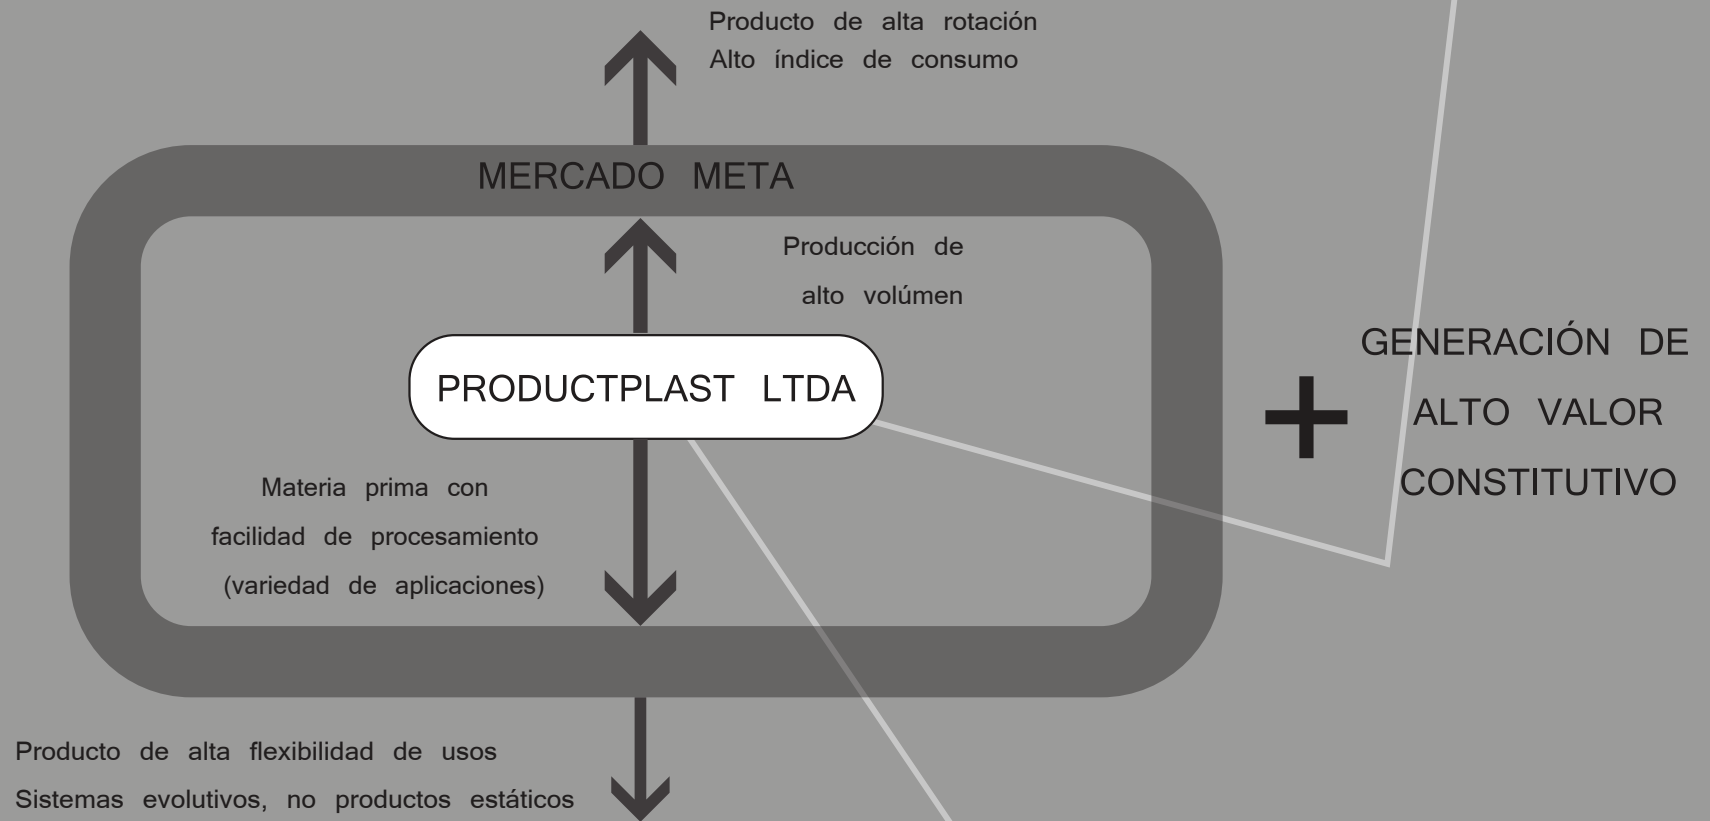 Producto de alta rotación
Alto índice de consumo
MERCADO META
Producción de
alto volúmen
PRODUCTPLAST LTDA
Materia prima con
facilidad de procesamiento
(variedad de aplicaciones)
+
GENERACIÓN DE
ALTO VALOR
CONSTITUTIVO
Producto de alta flexibilidad de usos
Sistemas evolutivos, no productos estáticos